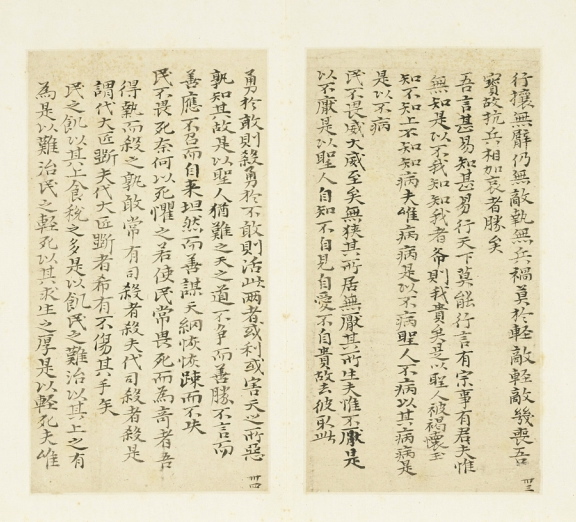 行攘無臂仍無敵執無兵禍莫於輕敵輕敵幾喪吾
寶故抗兵相加哀者勝矣
吾言甚易知甚易行天下莫能行言有宗事有君夫惟
無知是以不我知知我者希則我貴矣是以聖人被褐懷玉
知不知上不知知病夫唯病病是以不病聖人不病以其病病是
是以不病
民不畏威大威至矣無狹其所居無厭其所生夫惟不厭是
以不厭是以聖人自知不自見自愛不自貴故去彼取此
卌三
勇於敢則殺勇於不敢則活此兩者或利或害天之所惡
孰知其故是以聖人猶難之天之道不爭而善勝不言而
善應不召而自來坦然而善謀天網恢恢踈而不失
民不畏死奈何以死懼之若使民常畏死而為奇者吾
得執而殺之孰敢常有司殺者殺夫代司殺者殺是
謂代大匠斲夫代大匠斲者希有不傷其手矣
民之飢以其上食稅之多是以飢民之難治以其上之有
為是以難治民之輕死以其求生之厚是以輕死夫唯
卌四